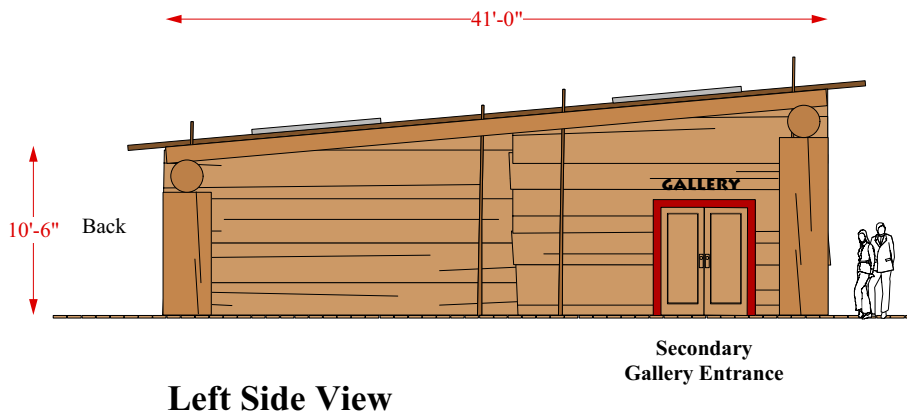 41'-0"
GALLERY
10'-6"
Back
Secondary
Gallery Entrance
Left Side View